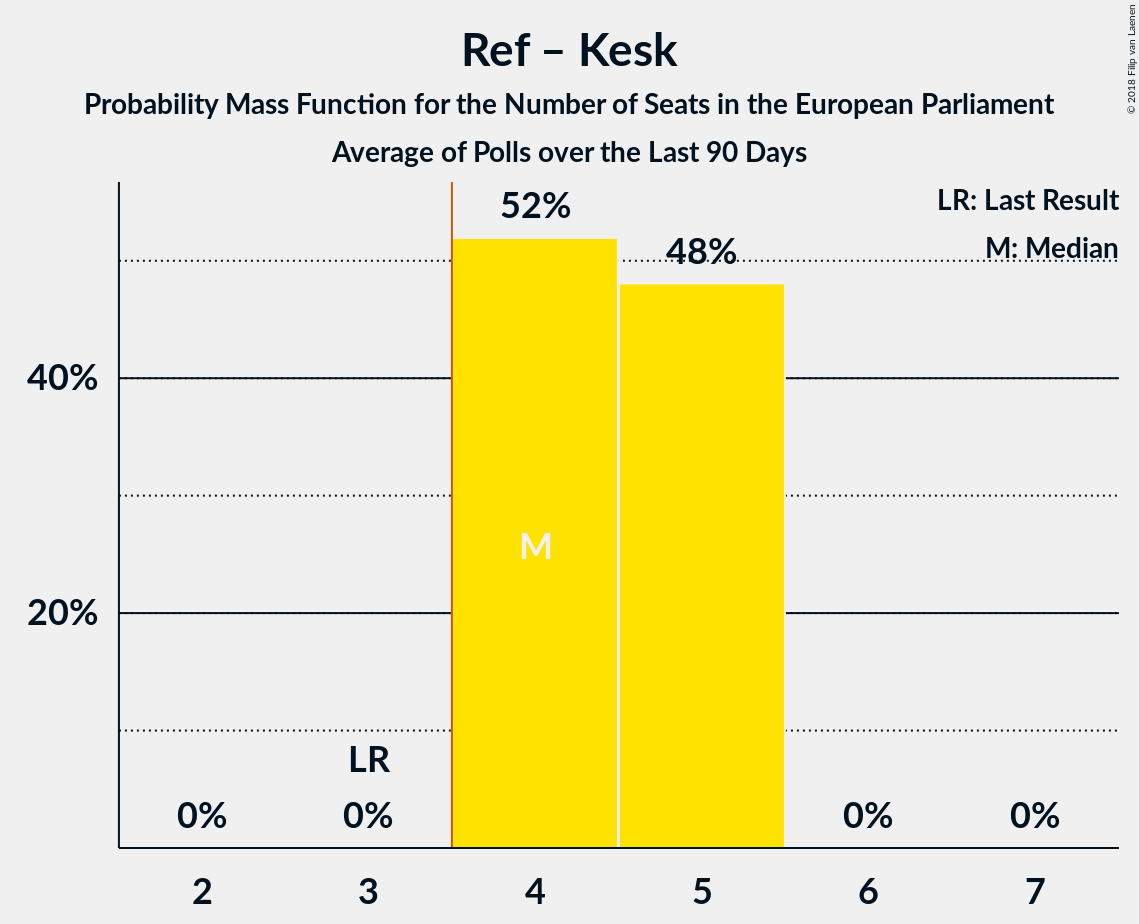 Ref – Kesk
Probability Mass Function for the Number of Seats in the European Parliament
Average of Polls over the Last 90 Days
© 2018 Filip van Laenen
LR: Last Result
M: Median
52%
48%
40%
20%
M
LR
0%
0%
0%
0%
2
3
4
5
6
7